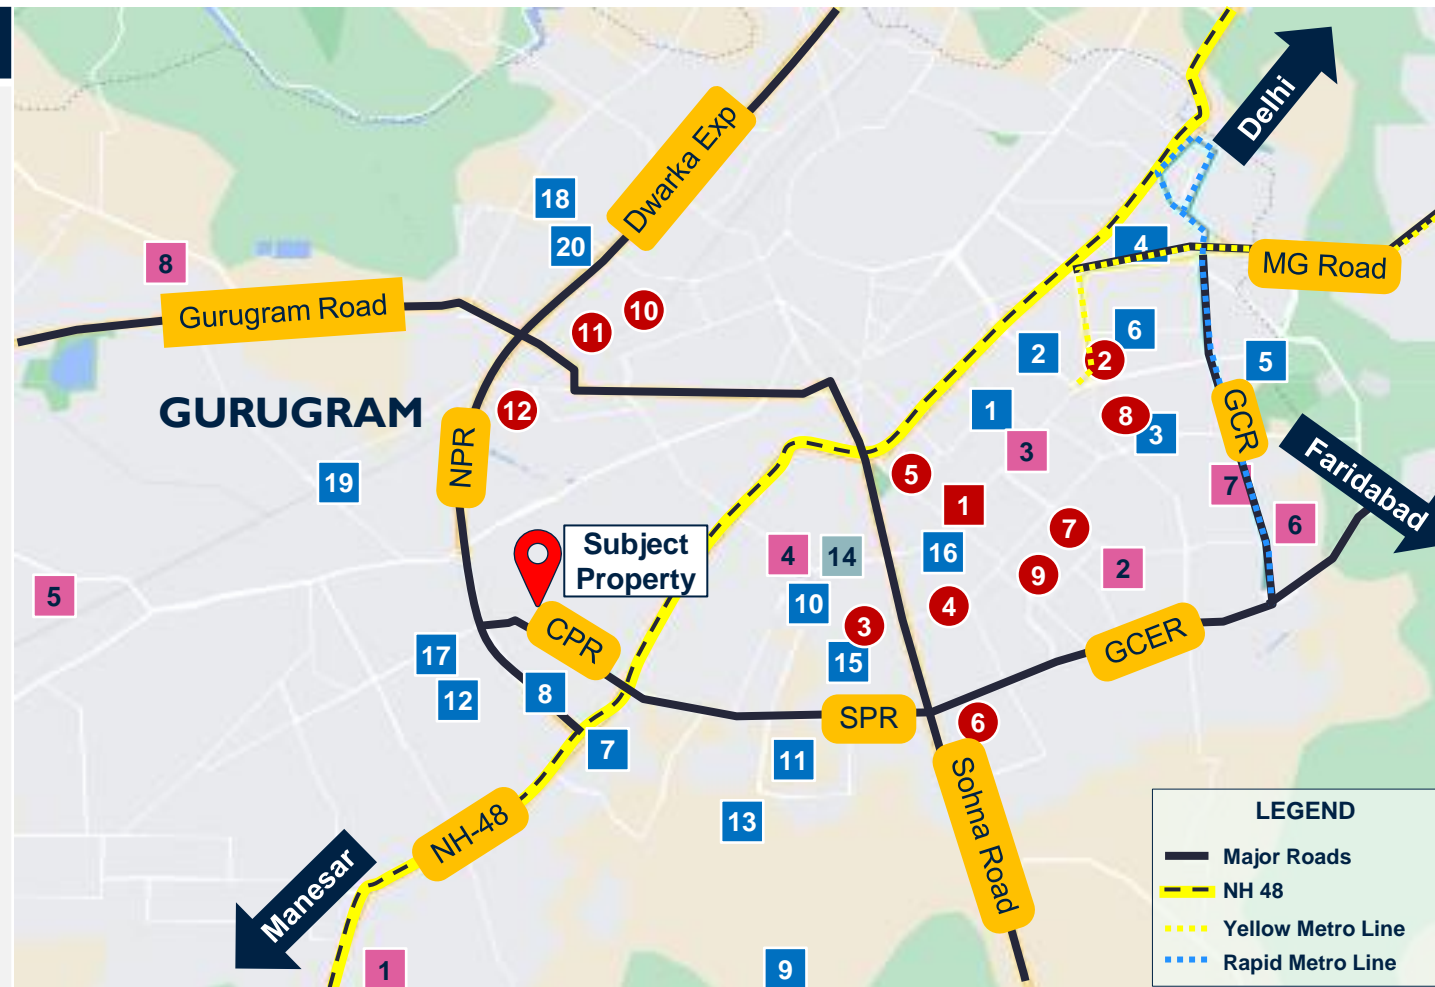 Delhi
Dwarka Exp
18
20
4
MG Road
8
Gurugram Road
10
11
6
2
2
5
GURUGRAM
12
1
8
3
GCR
3
NPR
19
5
7
Faridabad
1
6
7
Subject
Property
4
14
16
9
2
5
10
4
3
CPR
GCER
17
15
12
8
SPR
6
7
11
Sohna Road
NH-48
13
LEGEND
Major Roads
NH 48
Yellow Metro Line
Rapid Metro Line
Manesar
1
9